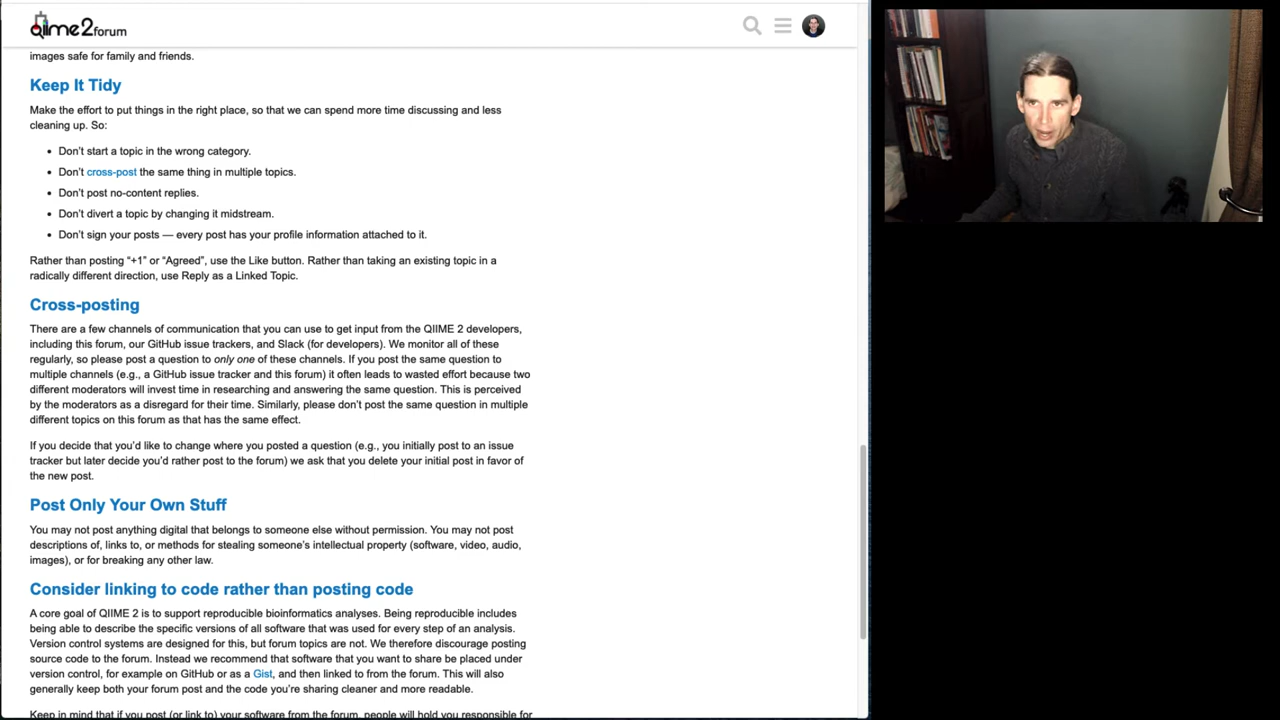 qiime2forum
images safe for family and friends.
Keep It Tidy
Make the effort to put things in the right place, so that we can spend more time discussing and less
cleaning up. So:
• Don’t start a topic in the wrong category.
• Don’t cross-post the same thing in multiple topics.
• Don’t post no-content replies.
• Don’t divert a topic by changing it midstream.
• Don’t sign your posts — every post has your profile information attached to it.
Rather than posting “+1” or “Agreed”, use the Like button. Rather than taking an existing topic in a
radically different direction, use Reply as a Linked Topic.
Cross-posting
There are a few channels of communication that you can use to get input from the QIIME 2 developers,
including this forum, our GitHub issue trackers, and Slack (for developers). We monitor all of these
regularly, so please post a question to only one of these channels. If you post the same question to
multiple channels (e.g., a GitHub issue tracker and this forum) it often leads to wasted effort because two
different moderators will invest time in researching and answering the same question. This is perceived
by the moderators as a disregard for their time. Similarly, please don’t post the same question in multiple
different topics on this forum as that has the same effect.
If you decide that you’d like to change where you posted a question (e.g., you initially post to an issue
tracker but later decide you’d rather post to the forum) we ask that you delete your initial post in favor of
the new post.
Post Only Your Own Stuff
You may not post anything digital that belongs to someone else without permission. You may not post
descriptions of, links to, or methods for stealing someone’s intellectual property (software, video, audio,
images), or for breaking any other law.
Consider linking to code rather than posting code
A core goal of QIIME 2 is to support reproducible bioinformatics analyses. Being reproducible includes
being able to describe the specific versions of all software that was used for every step of an analysis.
Version control systems are designed for this, but forum topics are not. We therefore discourage posting
source code to the forum. Instead we recommend that software that you want to share be placed under
version control, for example on GitHub or as a Gist, and then linked to from the forum. This will also
generally keep both your forum post and the code you’re sharing cleaner and more readable.
Keep in mind that if you post (or link to) your software from the forum, people will hold you responsible for